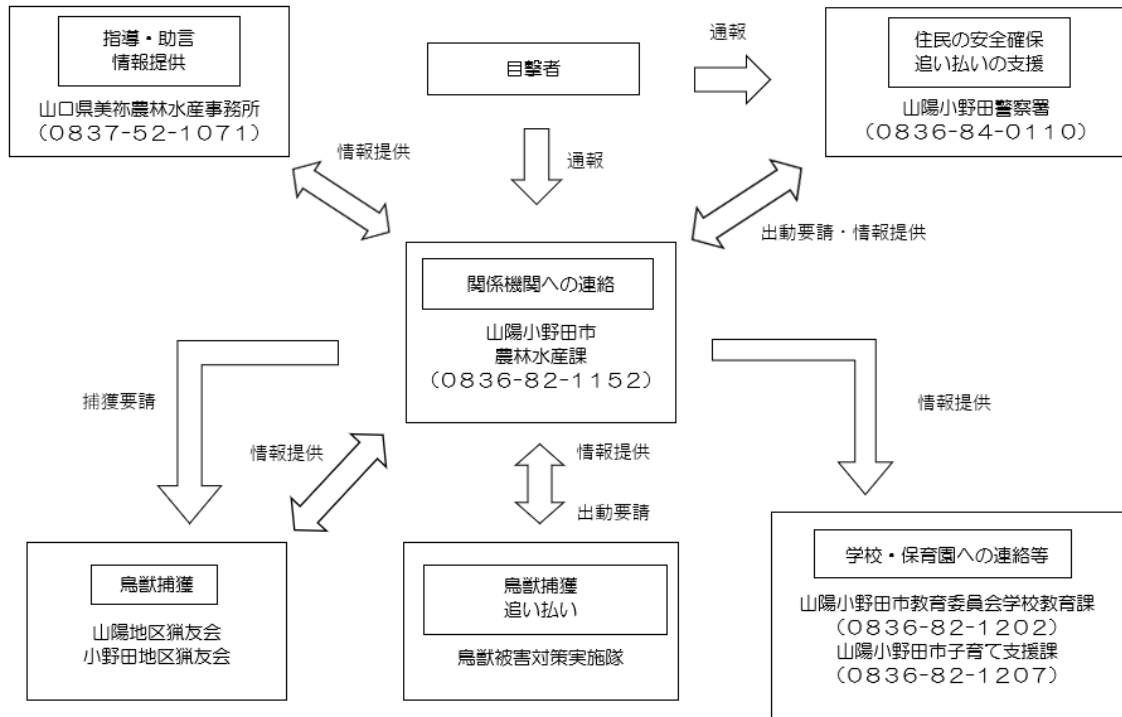 指導・助言
情報提供
山口県美祢農林水産事務所
（０８３７-５２-１０７１）
目撃者
通報
住民の安全確保
追い払いの支援
山陽小野田警察署
（０８３６-８４-０１１０）
情報提供
通報
出動要請・情報提供
関係機関への連絡
山陽小野田市
農林水産課
（０８３６-８２-１１５２）
捕獲要請
情報提供
情報提供
出動要請
情報提供
鳥獣捕獲
山陽地区猟友会
小野田地区猟友会
鳥獣捕獲
追い払い
鳥獣被害対策実施隊
学校・保育園への連絡等
山陽小野田市教育委員会学校教育課
（０８３６-８２-１２０２）
山陽小野田市子育て支援課
（０８３６-８２-１２０７）